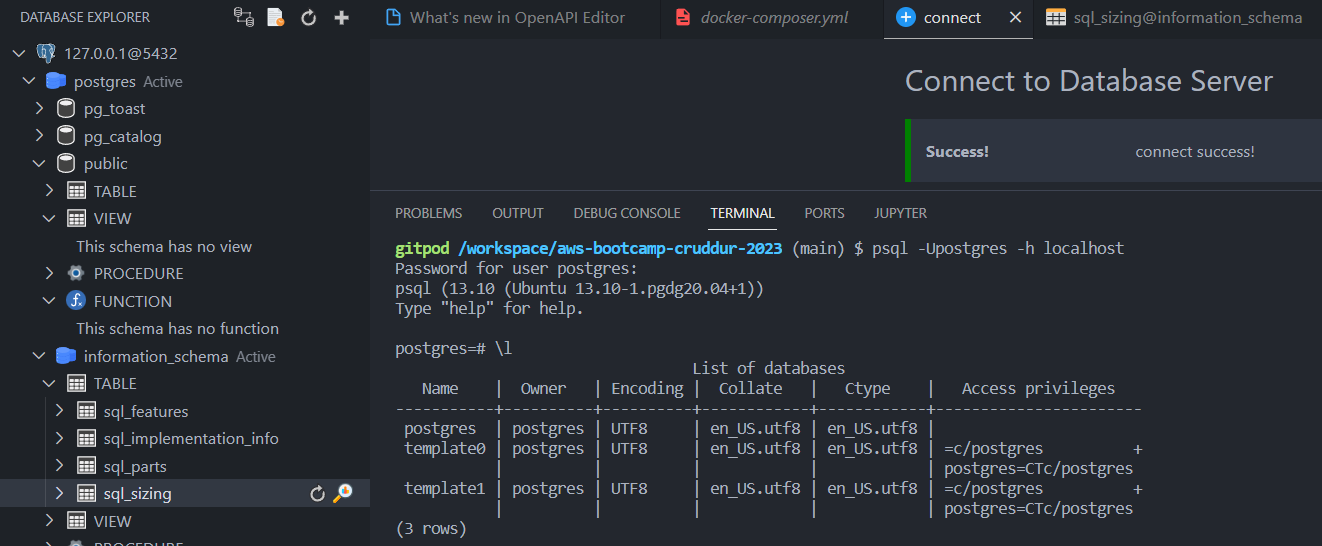 DATABASE EXPLORER
127.0.0.1@5432
postgres Active
pg_toast
pg_catalog
public
TABLE
VIEW
This schema has no view
PROCEDURE
FUNCTION
This schema has no function
information_schema Active
TABLE
sql_features
sql_implementation_info
sql_parts
sql_sizing
VIEW
PROCEDURE
What's new in OpenAPI Editor
docker-composer.yml
connect
sql_sizing@information_schema
Connect to Database Server
Success! connect success!
PROBLEMS OUTPUT DEBUG CONSOLE TERMINAL PORTS JUPYTER
gitpod /workspace/aws-bootcamp-cruddur-2023 (main) $ psql -Upostgres -h localhost
Password for user postgres:
psql (13.10 (Ubuntu 13.10-1.pgdg20.04+1))
Type "help" for help.
postgres=# \l
List of databases
Name | Owner | Encoding | Collate | Ctype | Access privileges
-----------+----------+----------+------------+------------+-----------------------
postgres | postgres | UTF8 | en_US.utf8 | en_US.utf8 |
template0 | postgres | UTF8 | en_US.utf8 | en_US.utf8 | =c/postgres +
| | | | | postgres=CTc/postgres
template1 | postgres | UTF8 | en_US.utf8 | en_US.utf8 | =c/postgres +
| | | | | postgres=CTc/postgres
(3 rows)